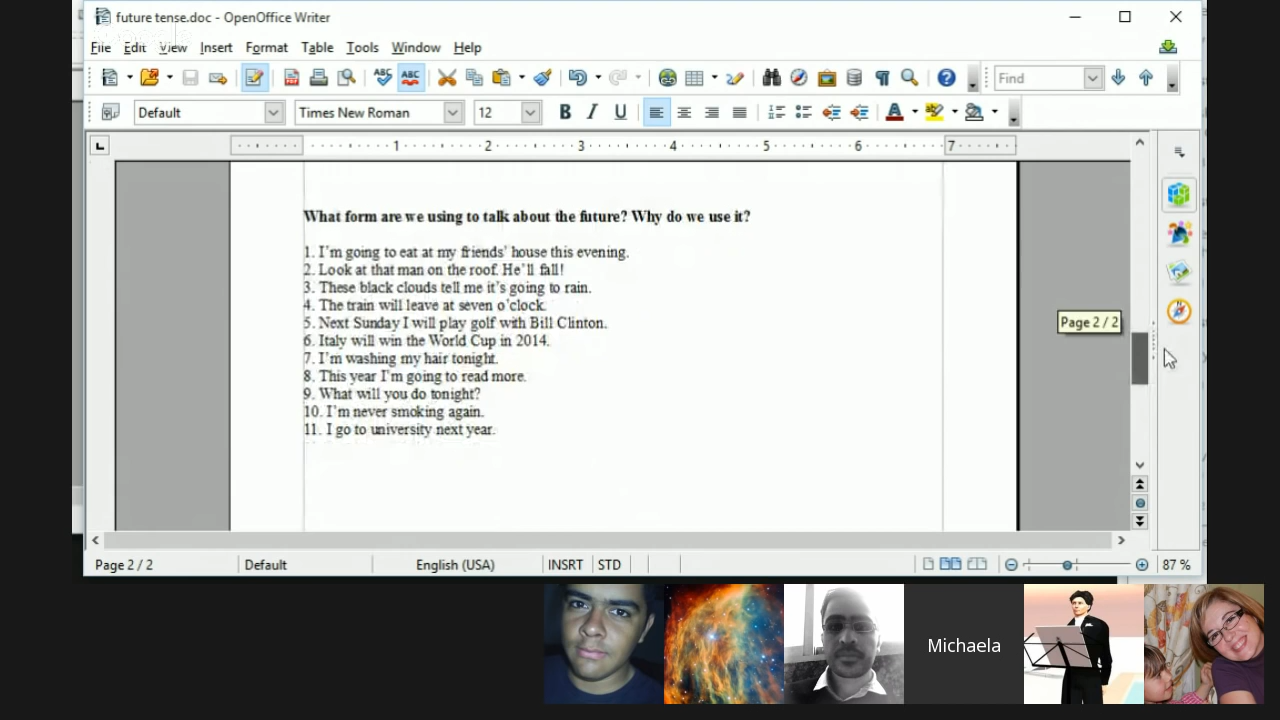 future tense.doc - OpenOffice Writer
File Edit View Insert Format Table Tools Window Help
Find
Default Times New Roman 12 B I U
1 2 3 4 5 6 7
What form are we using to talk about the future? Why do we use it?
1. I'm going to eat at my friends' house this evening.
2. Look at that man on the roof. He'll fall!
3. These black clouds tell me it's going to rain.
4. The train will leave at seven o'clock.
5. Next Sunday I will play golf with Bill Clinton.
6. Italy will win the World Cup in 2014.
7. I'm washing my hair tonight.
8. This year I'm going to read more.
9. What will you do tonight?
10. I'm never smoking again.
11. I go to university next year.
Page 2 / 2
Page 2 / 2 Default English (USA) INSRT STD 87 %
Michaela